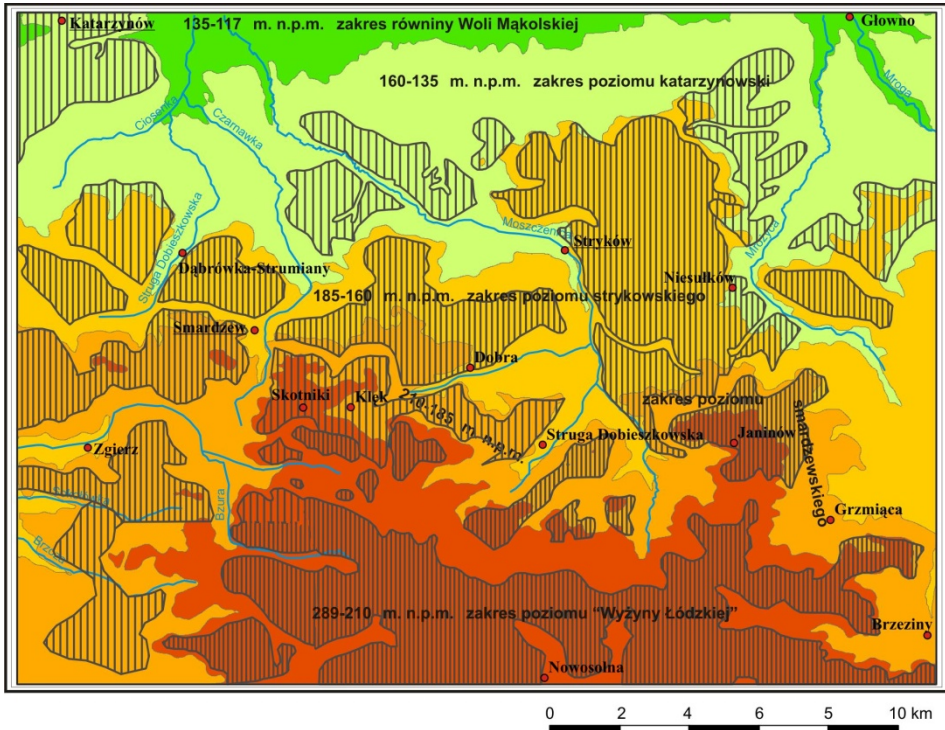 Katarzynów
135-117 m. n.p.m. zakres równiny Woli Mąkolskiej
Głowno
160-135 m. n.p.m. zakres poziomu katarzynowski
Mroga
Ciosenka
Czarnawka
Moszczenica
Stryków
Mrożyca
Struga Dobieszkowska
Dąbrówka-Strumiany
Niesułków
185-160 m. n.p.m. zakres poziomu strykowskiego
Smardzew
Dobra
Skotniki
Klęk
210-185 m. n.p.m.
zakres poziomu
smardzewskiego
Zgierz
Struga Dobieszkowska
Janinów
Bzura
Grzmiąca
289-210 m. n.p.m. zakres poziomu "Wyżyny Łódzkiej"
Brzeziny
Nowosolna
0 2 4 6 5 10 km